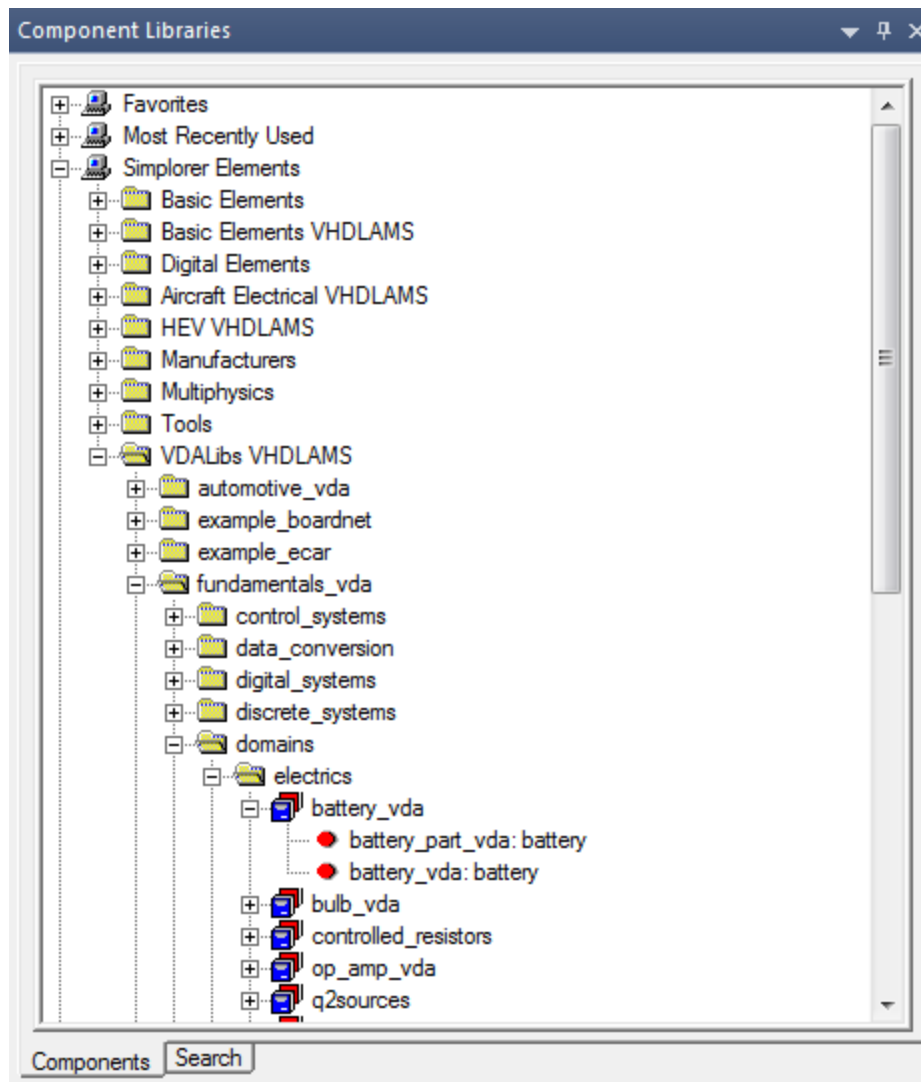 Component Libraries
Favorites
Most Recently Used
Simplorer Elements
Basic Elements
Basic Elements VHDLAMS
Digital Elements
Aircraft Electrical VHDLAMS
HEV VHDLAMS
Manufacturers
Multiphysics
Tools
VDALibs VHDLAMS
automotive_vda
example_boardnet
example_ecar
fundamentals_vda
control_systems
data_conversion
digital_systems
discrete_systems
domains
electrics
battery_vda
battery_part_vda: battery
battery_vda: battery
bulb_vda
controlled_resistors
op_amp_vda
q2sources
Components Search